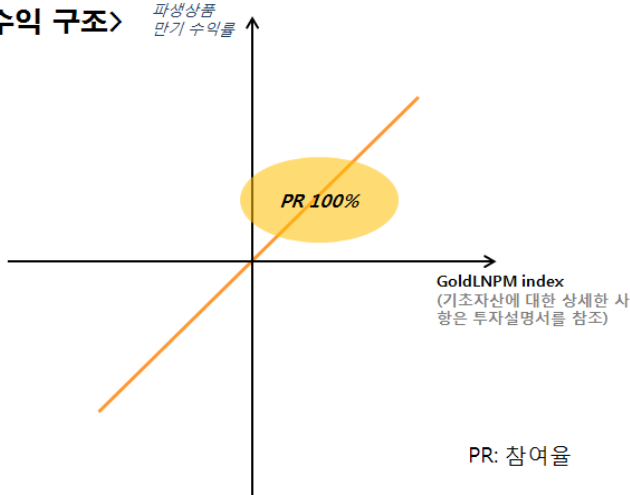 수익 구조>
파생상품
만기 수익률
PR 100%
GoldLNPM index
(기초자산에 대한 상세한 사
항은 투자설명서를 참조)
PR: 참여율